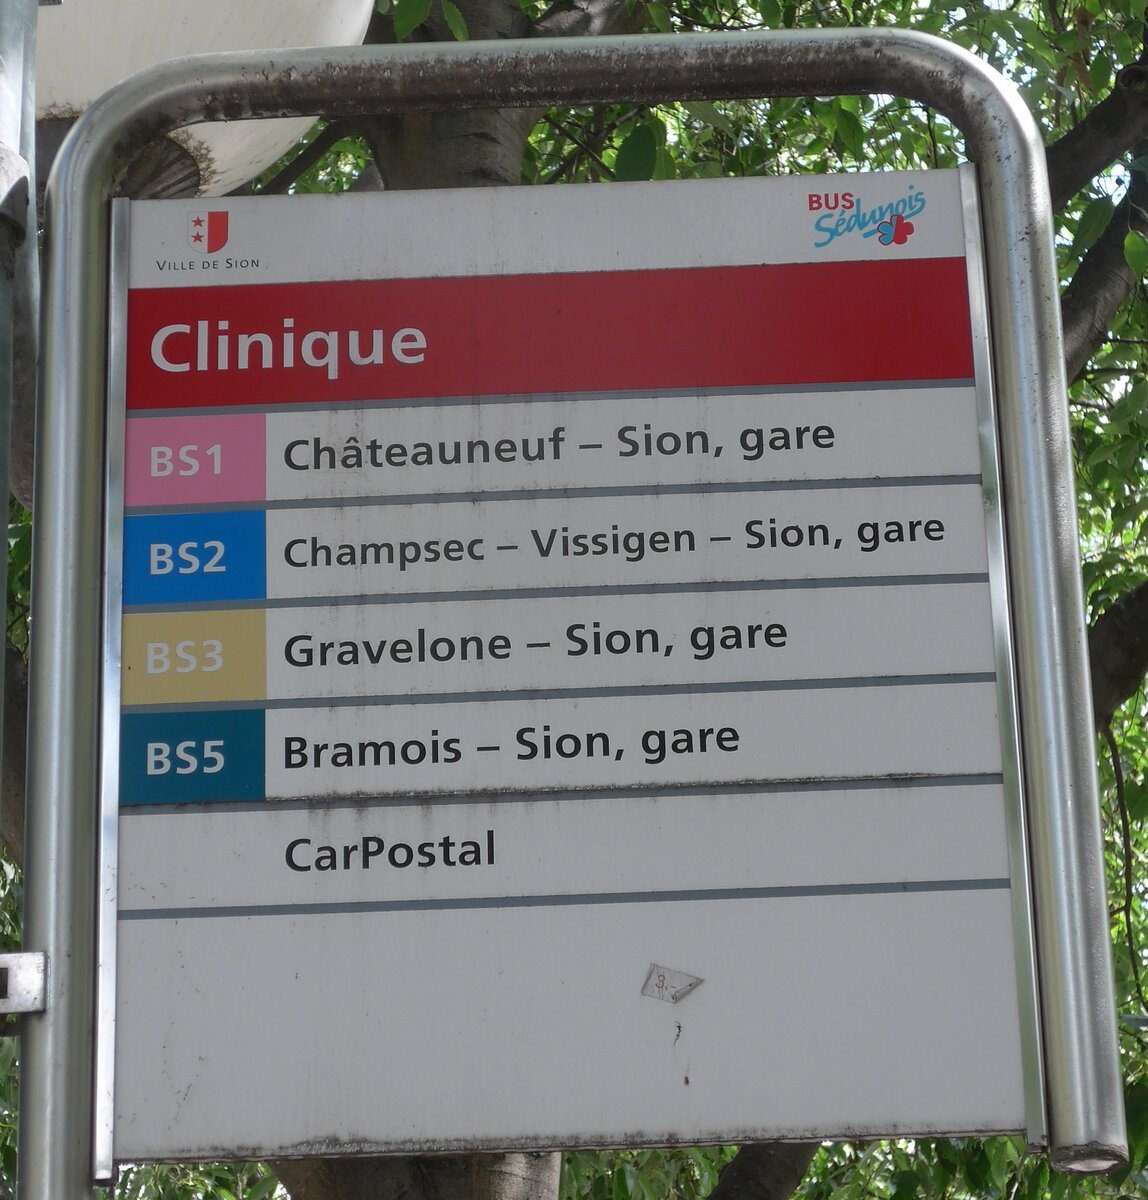 VILLE DE SION
BUS
Sédunois
Clinique
BS1 Châteauneuf – Sion, gare
BS2 Champsec – Vissigen – Sion, gare
BS3 Gravelone – Sion, gare
BS5 Bramois – Sion, gare
CarPostal
3.-